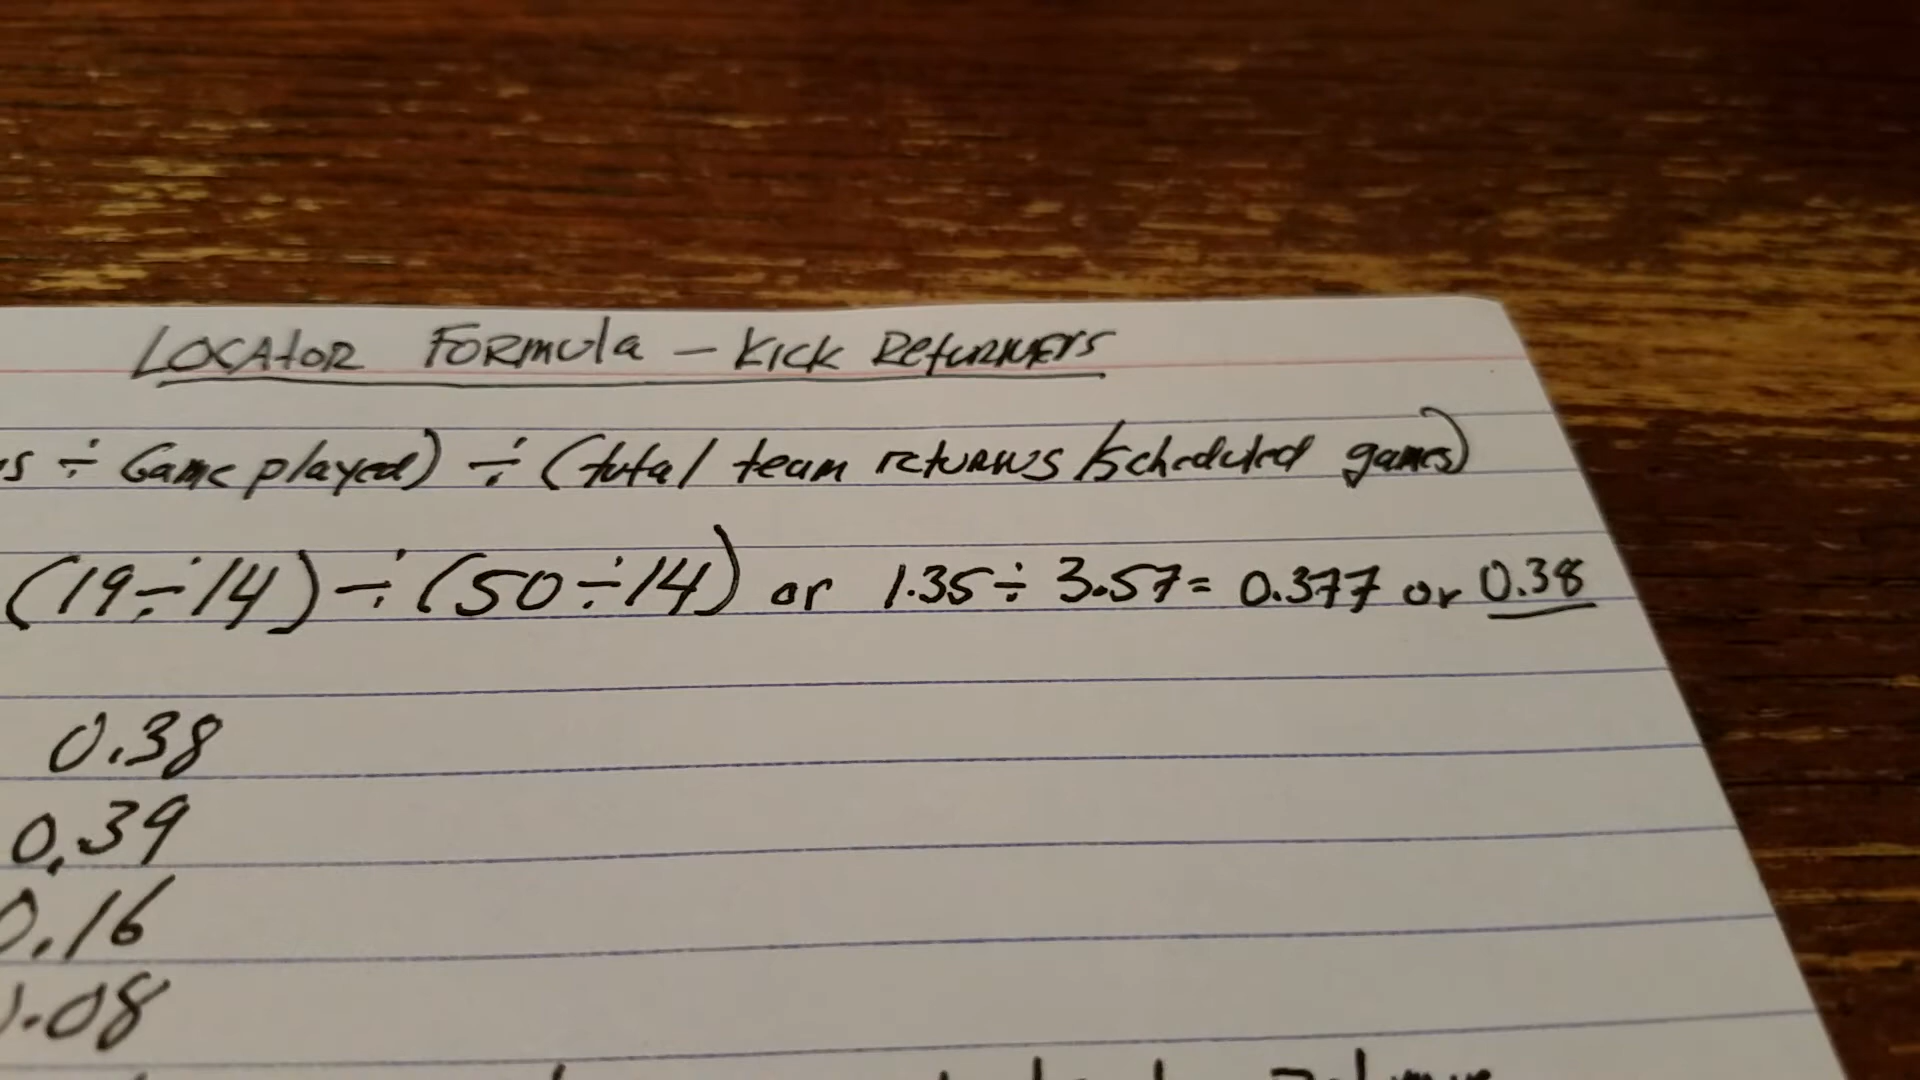 LOCATOR FORMULA - KICK RETURNERS
÷ Game played) ÷ (total team returns/scheduled games)
(19÷14) ÷ (50÷14) or 1.35 ÷ 3.57 = 0.377 or 0.38
0.38
0.39
0.16
.08